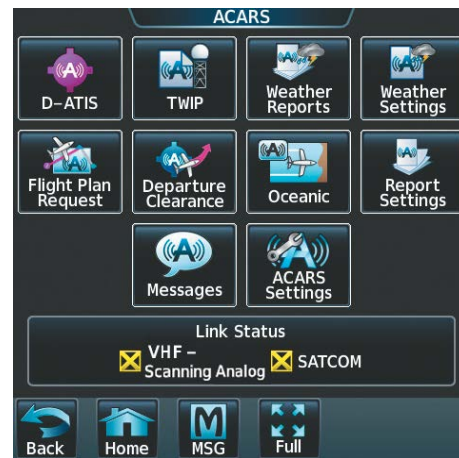 ACARS
D-ATIS
TWIP
Weather
Reports
Weather
Settings
Flight Plan
Request
Departure
Clearance
Oceanic
Report
Settings
Messages
ACARS
Settings
Link Status
VHF –
Scanning Analog
SATCOM
Back
Home
M
MSG
Full